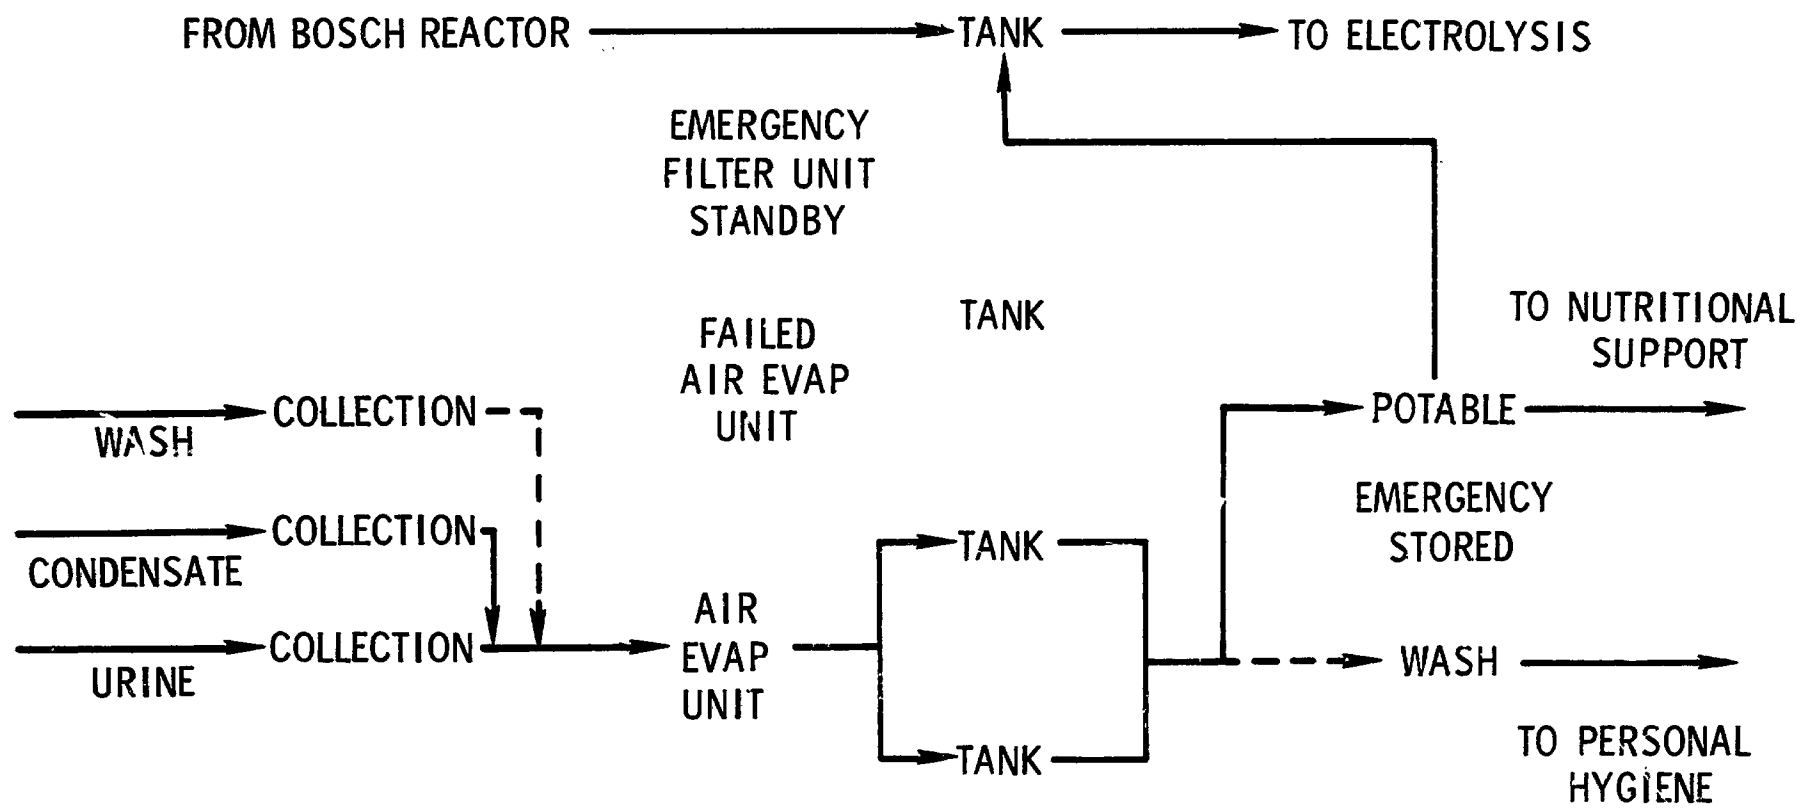 FROM BOSCH REACTOR
TANK
TO ELECTROLYSIS
EMERGENCY
FILTER UNIT
STANDBY
TANK
FAILED
AIR EVAP
UNIT
TO NUTRITIONAL
SUPPORT
COLLECTION
WASH
POTABLE
EMERGENCY
STORED
COLLECTION
CONDENSATE
TANK
AIR
EVAP
UNIT
COLLECTION
URINE
WASH
TANK
TO PERSONAL
HYGIENE